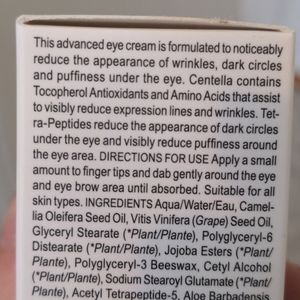 This advanced eye cream is formulated to noticeably
reduce the appearance of wrinkles, dark circles
and puffiness under the eye. Centella contains
Tocopherol Antioxidants and Amino Acids that assist
to visibly reduce expression lines and wrinkles. Tet-
ra-Peptides reduce the appearance of dark circles
under the eye and visibly reduce puffiness around
the eye area. DIRECTIONS FOR USE Apply a small
amount to finger tips and dab gently around the eye
and eye brow area until absorbed. Suitable for all
skin types. INGREDIENTS Aqua/Water/Eau, Camel-
lia Oleifera Seed Oil, Vitis Vinifera (Grape) Seed Oil,
Glyceryl Stearate (*Plant/Plante), Polyglyceryl-6
Distearate (*Plant/Plante), Jojoba Esters (*Plant/
Plante), Polyglyceryl-3 Beeswax, Cetyl Alcohol
(*Plant/Plante), Sodium Stearoyl Glutamate (*Plant/
Plante), Acetyl Tetrapeptide-5, Aloe Barbadensis